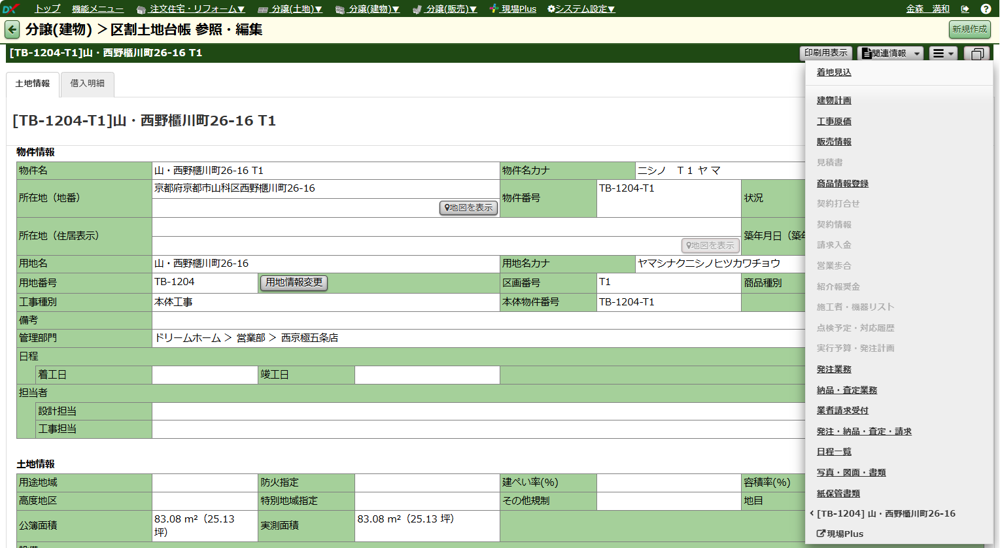 DX トップ 機能メニュー 注文住宅・リフォーム▼ 分譲(土地)▼ 分譲(建物)▼ 分譲(販売)▼ 現場Plus システム設定▼ 金森 満和
分譲(建物) ＞区割土地台帳 参照・編集 新規作成
[TB-1204-T1]山・西野櫃川町26-16 T1 印刷用表示 関連情報
土地情報 借入明細
[TB-1204-T1]山・西野櫃川町26-16 T1
物件情報
物件名 山・西野櫃川町26-16 T1 物件名カナ ニシノ　Ｔ１ヤマ
所在地（地番） 京都府京都市山科区西野櫃川町26-16 物件番号 TB-1204-T1 状況
地図を表示
所在地（住居表示） 築年月日（築年
地図を表示
用地名 山・西野櫃川町26-16 用地名カナ ヤマシナクニシノヒツカワチョウ
用地番号 TB-1204 用地情報変更 区画番号 T1 商品種別
工事種別 本体工事 本体物件番号 TB-1204-T1
備考
管理部門 ドリームホーム ＞ 営業部 ＞ 西京極五条店
日程
着工日 竣工日
担当者
設計担当
工事担当
土地情報
用途地域 防火指定 建ぺい率(%) 容積率(%)
高度地区 特別地域指定 その他規制 地目
公簿面積 83.08 m²（25.13 坪） 実測面積 83.08 m²（25.13 坪）
着地見込
建物計画
工事原価
販売情報
見積書
商品情報登録
契約打合せ
契約情報
請求入金
営業歩合
紹介報奨金
施工者・機器リスト
点検予定・対応履歴
実行予算・発注計画
発注業務
納品・査定業務
業者請求受付
発注・納品・査定・請求
日程一覧
写真・図面・書類
紙保管書類
[TB-1204] 山・西野櫃川町26-16
現場Plus